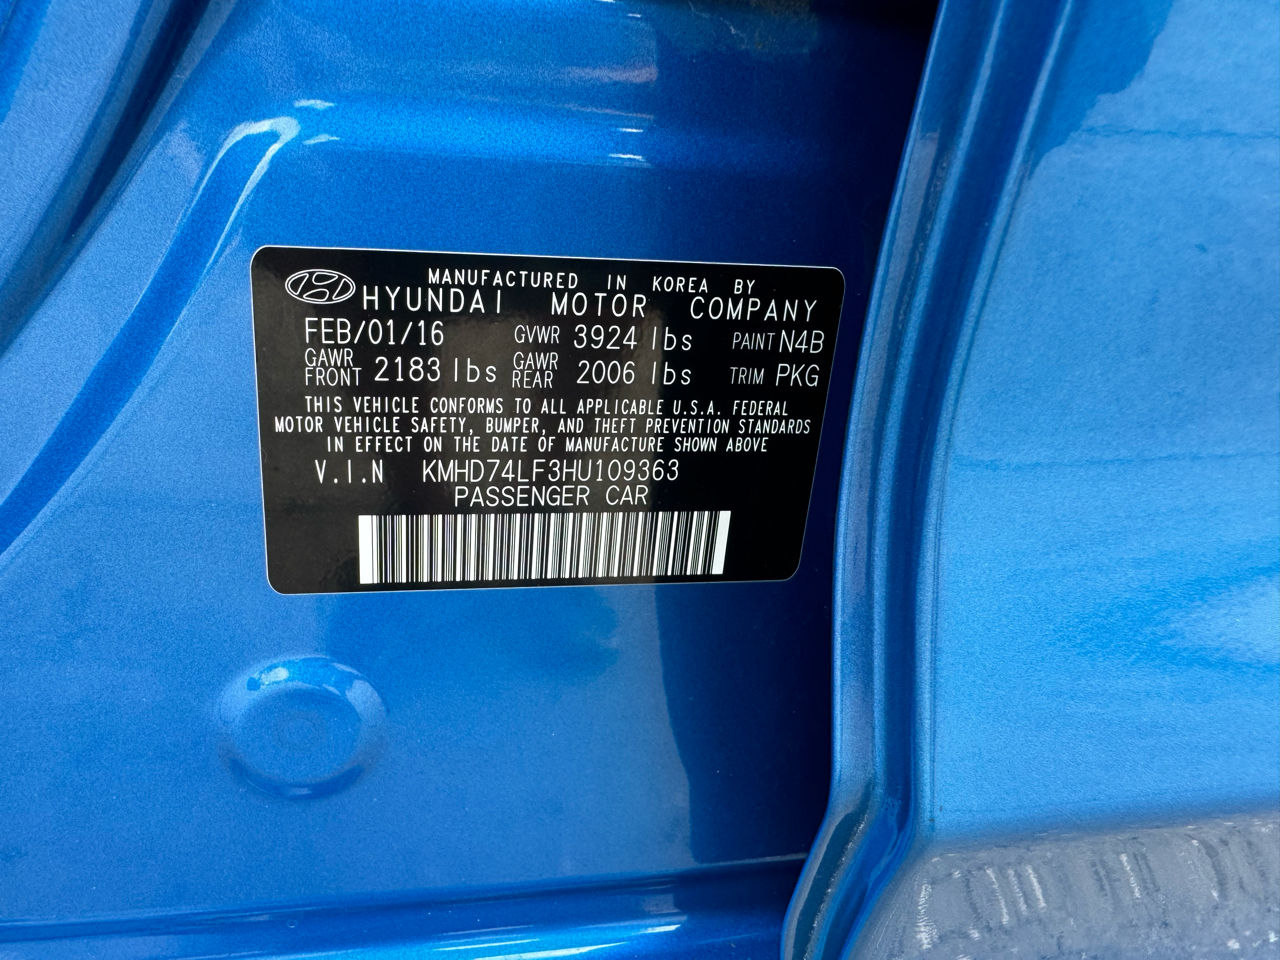 MANUFACTURED IN KOREA BY
HYUNDAI MOTOR COMPANY
FEB/01/16 GVWR 3924 lbs PAINT N4B
GAWR FRONT 2183 lbs GAWR REAR 2006 lbs TRIM PKG
THIS VEHICLE CONFORMS TO ALL APPLICABLE U.S.A. FEDERAL
MOTOR VEHICLE SAFETY, BUMPER, AND THEFT PREVENTION STANDARDS
IN EFFECT ON THE DATE OF MANUFACTURE SHOWN ABOVE
V.I.N KMHD74LF3HU109363
PASSENGER CAR